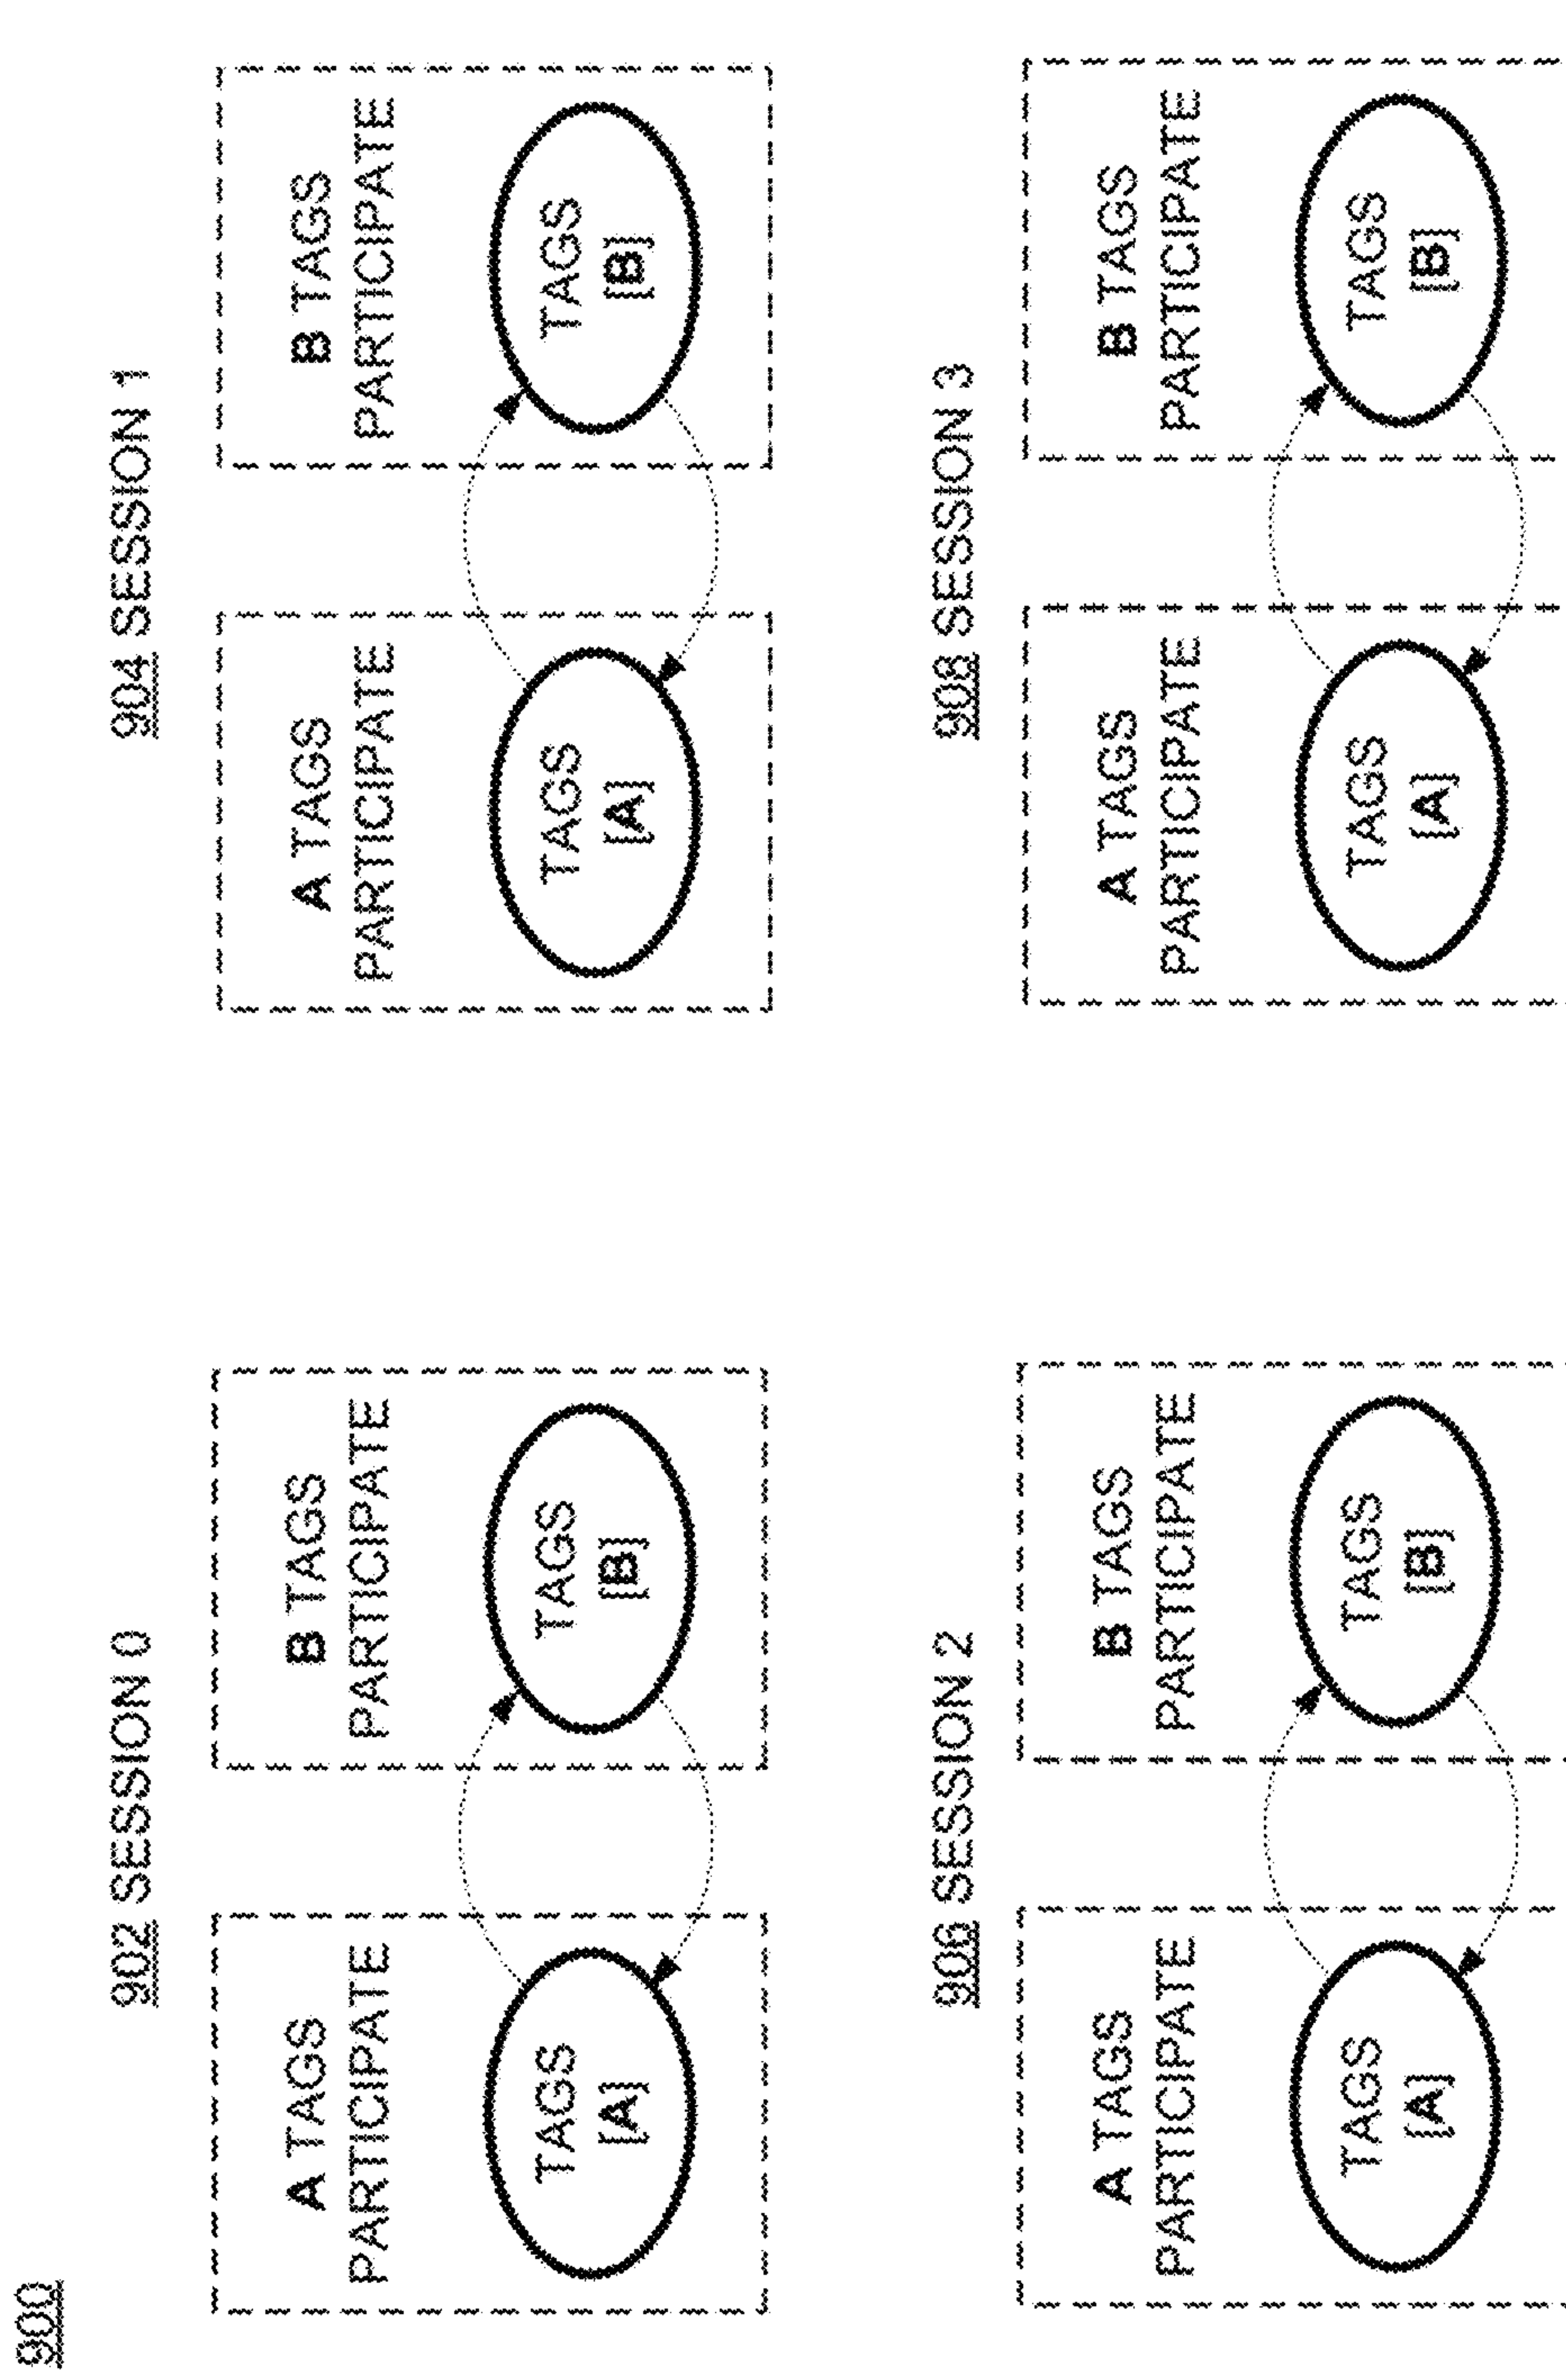 900
902 SESSION 0
A TAGS
PARTICIPATE
TAGS
[A]
B TAGS
PARTICIPATE
TAGS
[B]
904 SESSION 1
A TAGS
PARTICIPATE
TAGS
[A]
B TAGS
PARTICIPATE
TAGS
[B]
906 SESSION 2
A TAGS
PARTICIPATE
TAGS
[A]
B TAGS
PARTICIPATE
TAGS
[B]
908 SESSION 3
A TAGS
PARTICIPATE
TAGS
[A]
B TAGS
PARTICIPATE
TAGS
[B]